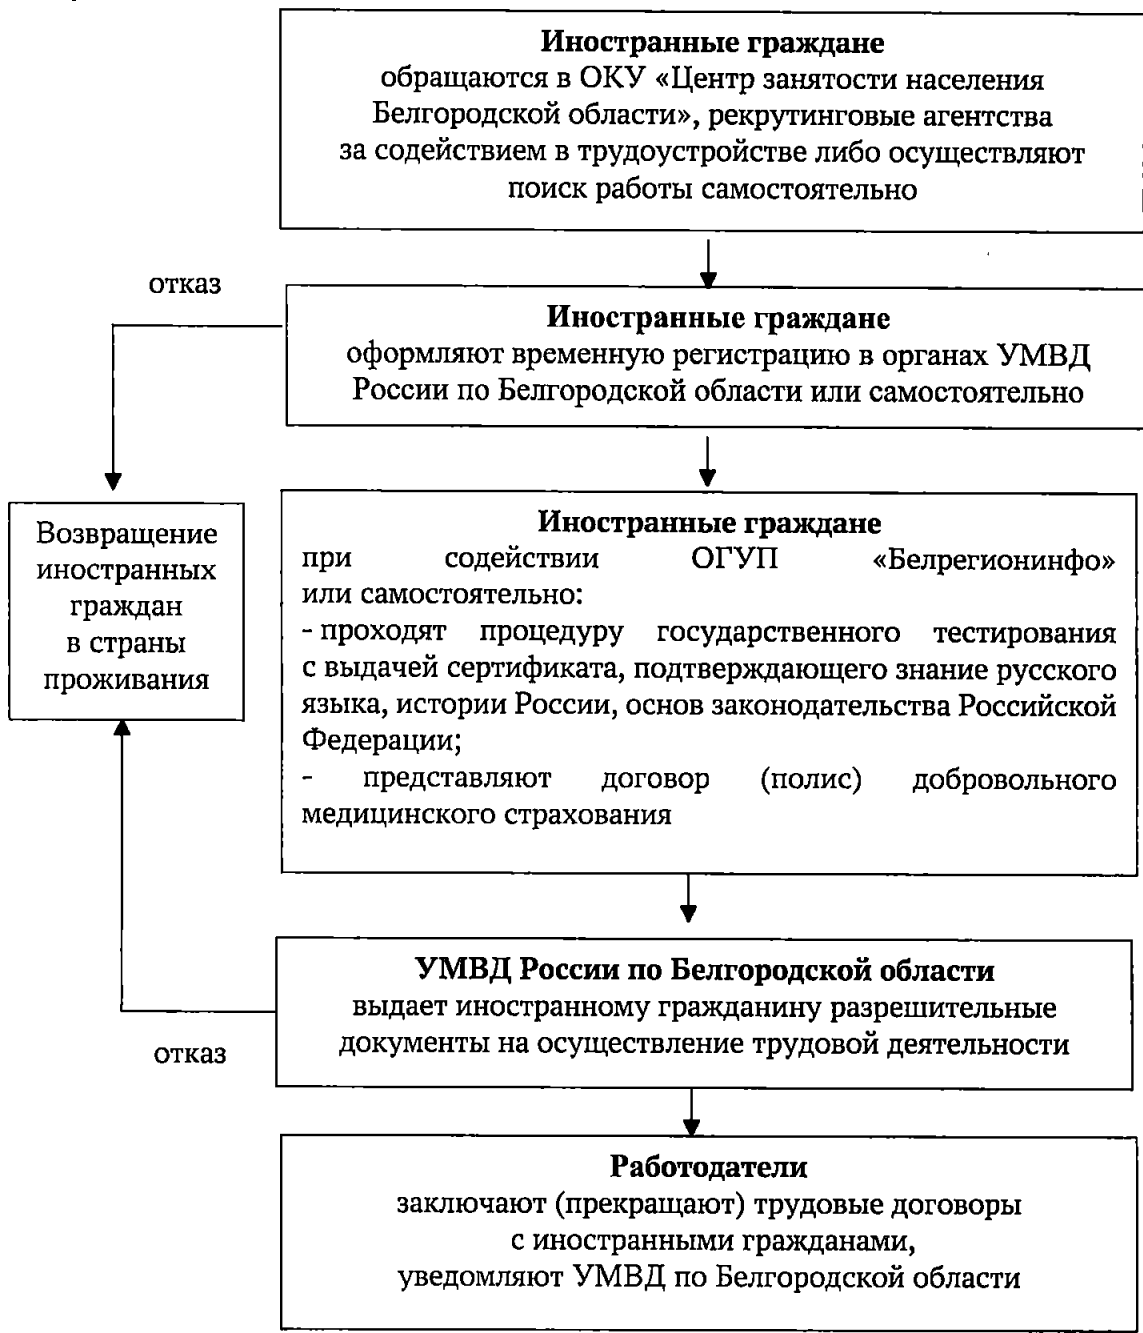 Иностранные граждане
обращаются в ОКУ «Центр занятости населения
Белгородской области», рекрутинговые агентства
за содействием в трудоустройстве либо осуществляют
поиск работы самостоятельно
отказ
Иностранные граждане
оформляют временную регистрацию в органах УМВД
России по Белгородской области или самостоятельно
Возвращение
иностранных
граждан
в страны
проживания
Иностранные граждане
при содействии ОГУП «Белрегионинфо»
или самостоятельно:
- проходят процедуру государственного тестирования
с выдачей сертификата, подтверждающего знание русского
языка, истории России, основ законодательства Российской
Федерации;
- представляют договор (полис) добровольного
медицинского страхования
УМВД России по Белгородской области
выдает иностранному гражданину разрешительные
документы на осуществление трудовой деятельности
отказ
Работодатели
заключают (прекращают) трудовые договоры
с иностранными гражданами,
уведомляют УМВД по Белгородской области